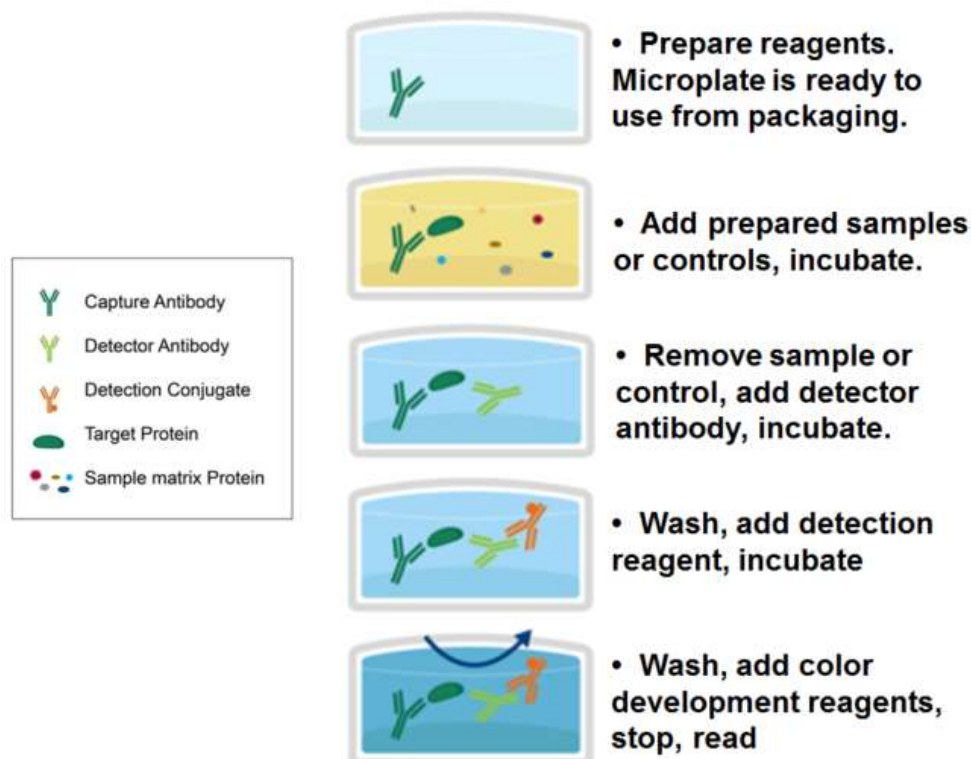 • Prepare reagents.
Microplate is ready to
use from packaging.
• Add prepared samples
or controls, incubate.
Capture Antibody
Detector Antibody
Detection Conjugate
Target Protein
Sample matrix Protein
• Remove sample or
control, add detector
antibody, incubate.
• Wash, add detection
reagent, incubate
• Wash, add color
development reagents,
stop, read